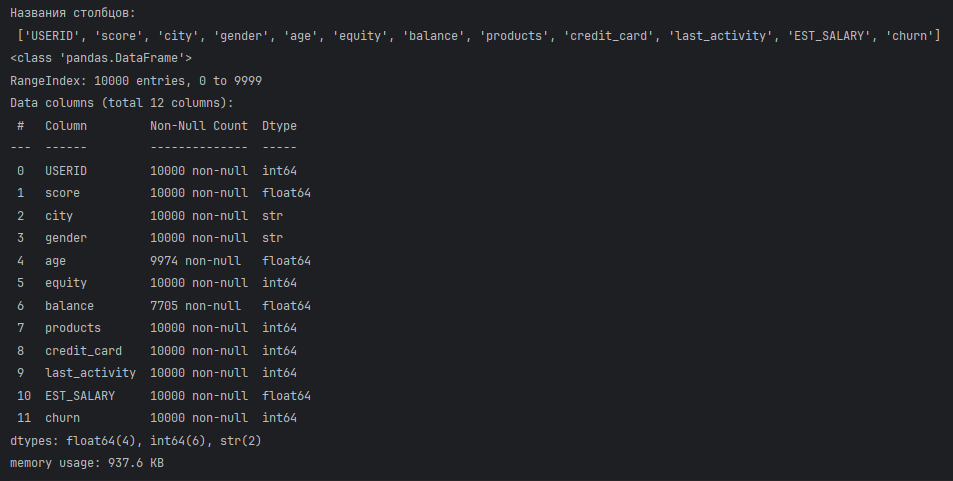 Названия столбцов:
 ['USERID', 'score', 'city', 'gender', 'age', 'equity', 'balance', 'products', 'credit_card', 'last_activity', 'EST_SALARY', 'churn']
<class 'pandas.DataFrame'>
RangeIndex: 10000 entries, 0 to 9999
Data columns (total 12 columns):
 #   Column         Non-Null Count  Dtype
---  ------         --------------  -----
 0   USERID         10000 non-null  int64
 1   score          10000 non-null  float64
 2   city           10000 non-null  str
 3   gender         10000 non-null  str
 4   age            9974 non-null   float64
 5   equity         10000 non-null  int64
 6   balance        7705 non-null   float64
 7   products       10000 non-null  int64
 8   credit_card    10000 non-null  int64
 9   last_activity  10000 non-null  int64
 10  EST_SALARY     10000 non-null  float64
 11  churn          10000 non-null  int64
dtypes: float64(4), int64(6), str(2)
memory usage: 937.6 KB